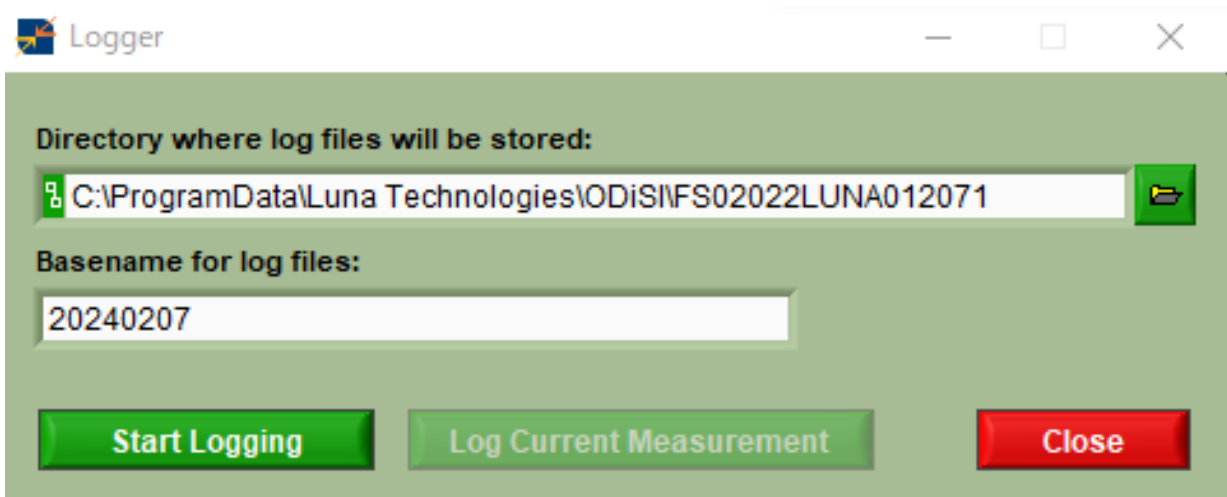 Logger
Directory where log files will be stored:
C:\ProgramData\Luna Technologies\ODiSI\FS02022LUNA012071
Basename for log files:
20240207
Start Logging Log Current Measurement Close